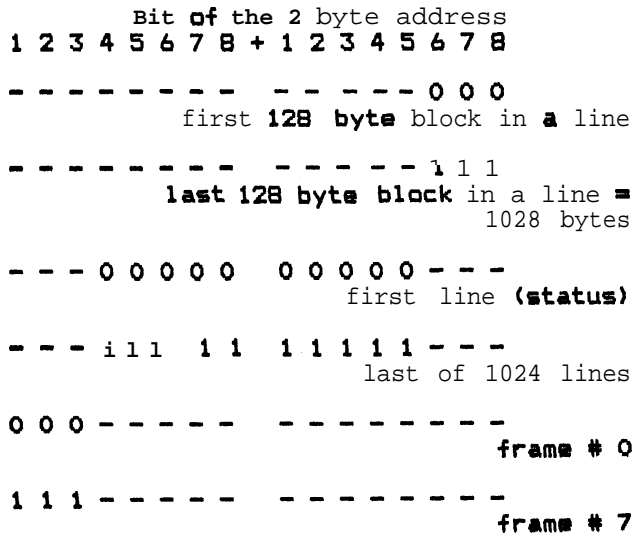 Bit of the 2 byte address
1 2 3 4 5 6 7 8 + 1 2 3 4 5 6 7 8
- - - - - - - - - - - - - 0 0 0
first 128 byte block in a line
- - - - - - - - - - - - - 1 1 1
last 128 byte block in a line =
1028 bytes
- - - 0 0 0 0 0 0 0 0 0 0 - - -
first line (status)
- - - i l l 1 1 1 1 1 1 1 - - -
last of 1024 lines
0 0 0 - - - - - - - - - - - - -
frame # 0
1 1 1 - - - - - - - - - - - - -
frame # 7